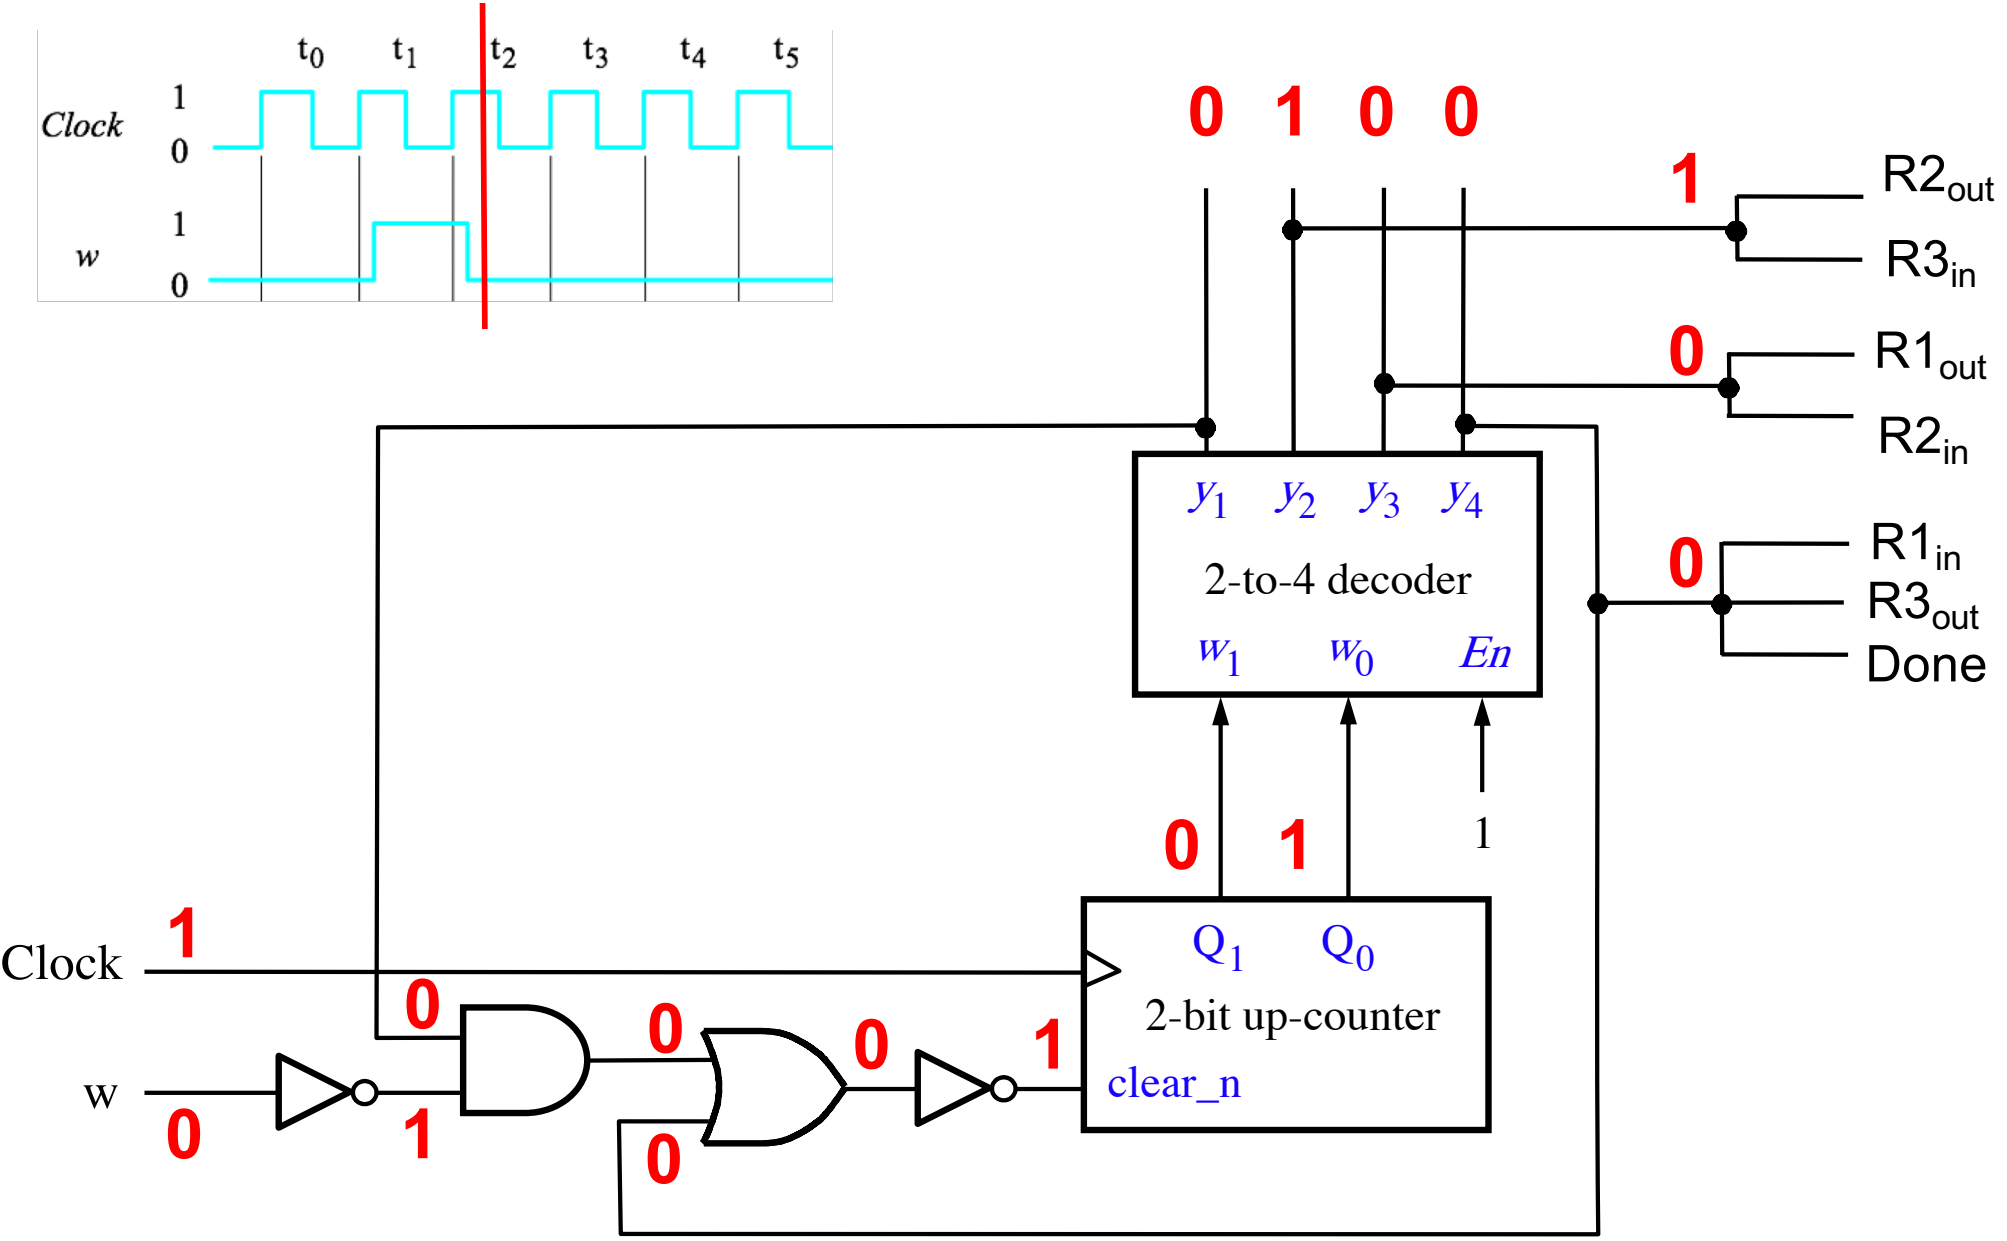 t0 t1 t2 t3 t4 t5
Clock 1
0
1
w
0
0 1 0 0
1
R2out
R3in
0
R1out
R2in
y1 y2 y3 y4
2-to-4 decoder
w1 w0 En
0
R1in
R3out
Done
0 1 1
Clock 1
Q1 Q0
2-bit up-counter
clear_n
0 0 0 1
w
0 1 0